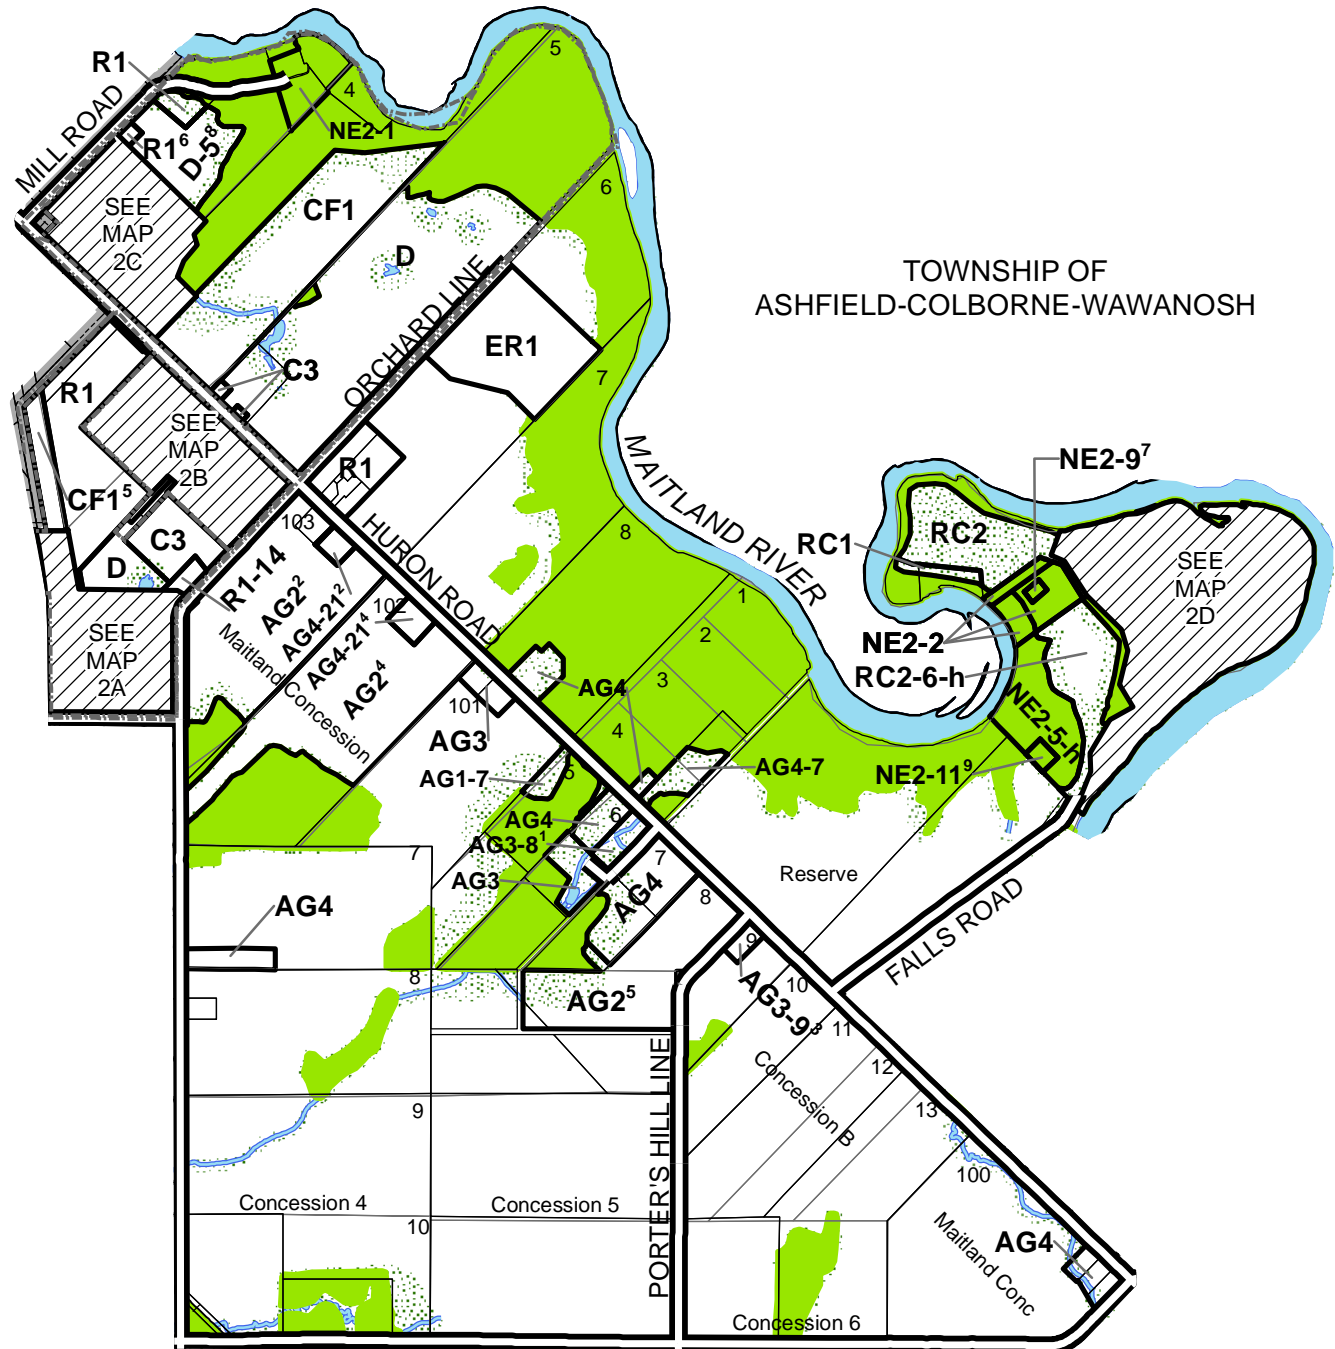 R1
MILL ROAD
R1⁶
D-5⁸
NE2-1
4
5
6
SEE
MAP
2C
CF1
D
ORCHARD LINE
TOWNSHIP OF
ASHFIELD-COLBORNE-WAWANOSH
ER1
7
C3
R1
SEE
MAP
2B
CF1⁵
C3
D
R1
103
HURON ROAD
8
MAITLAND RIVER
NE2-9⁷
RC1
RC2
SEE
MAP
2D
NE2-2
RC2-6-h
NE2-5-h
NE2-11⁹
SEE
MAP
2A
R1-14
AG2²
AG4-21²
102
AG4-21⁴
AG2⁴
Maitland Concession
101
AG3
AG4
1
2
3
4
5
6
AG1-7
AG4-7
AG4
AG3-8¹
AG3
7
AG4
8
Reserve
FALLS ROAD
7
AG4
8
AG2⁵
9
AG3-9³
10
11
12
13
Concession B
PORTER'S HILL LINE
9
Concession 4
Concession 5
10
100
Maitland Conc
AG4
Concession 6